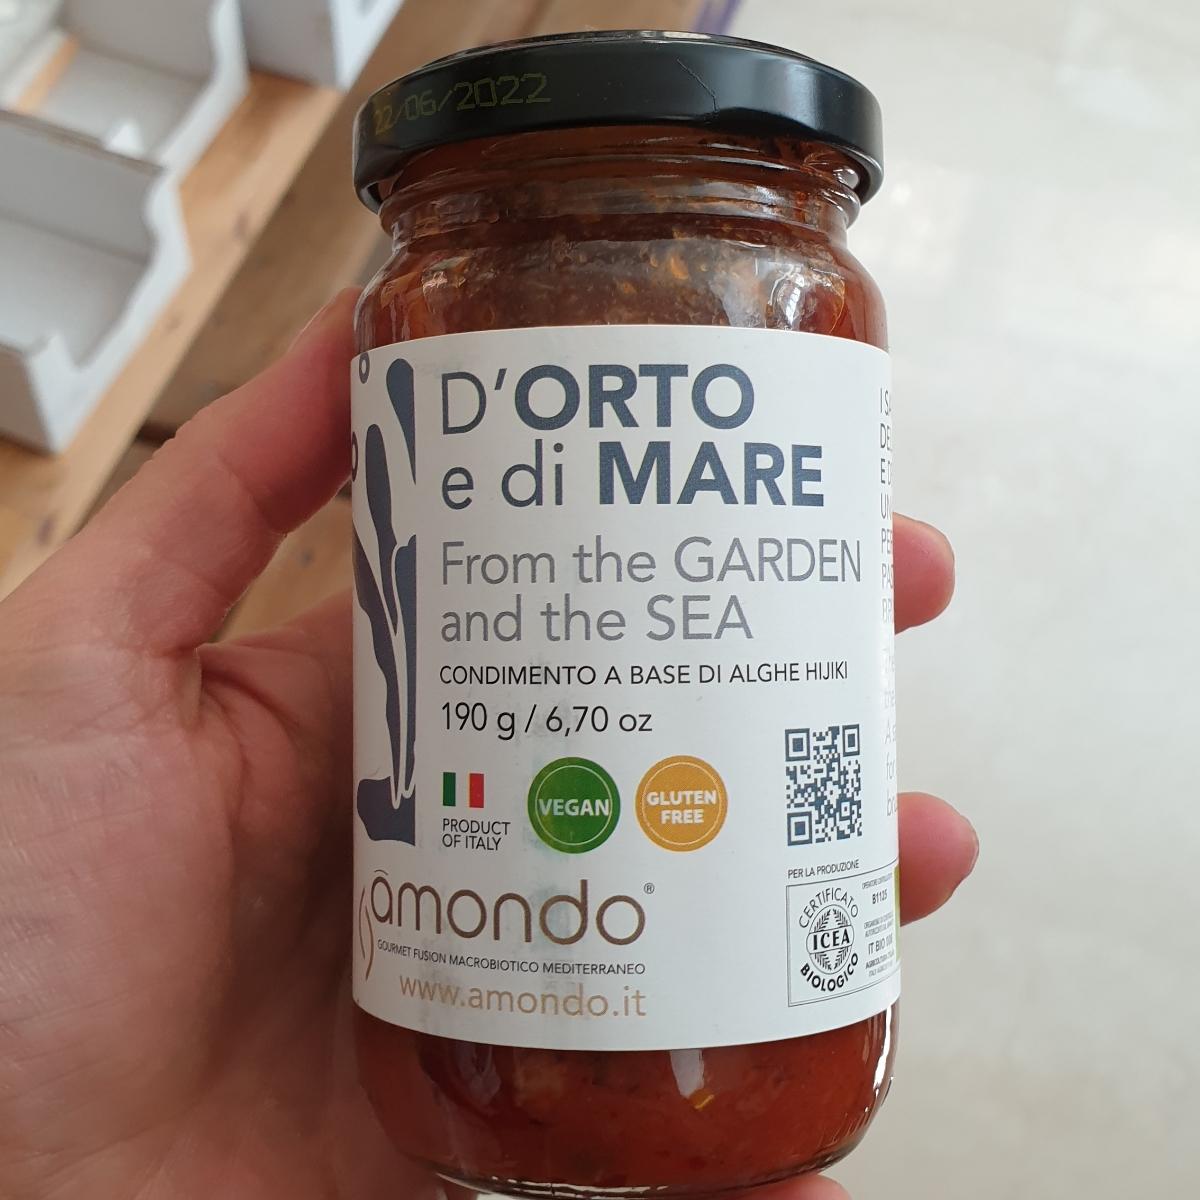 22/06/2022
D'ORTO
e di MARE
From the GARDEN
and the SEA
CONDIMENTO A BASE DI ALGHE HIJIKI
190 g / 6,70 oz
VEGAN
GLUTEN
FREE
PRODUCT
OF ITALY
PER LA PRODUZIONE
CERTIFICATO
ICEA
BIOLOGICO
B1125
IT BIO
amondo®
GOURMET FUSION MACROBIOTICO MEDITERRANEO
www.amondo.it